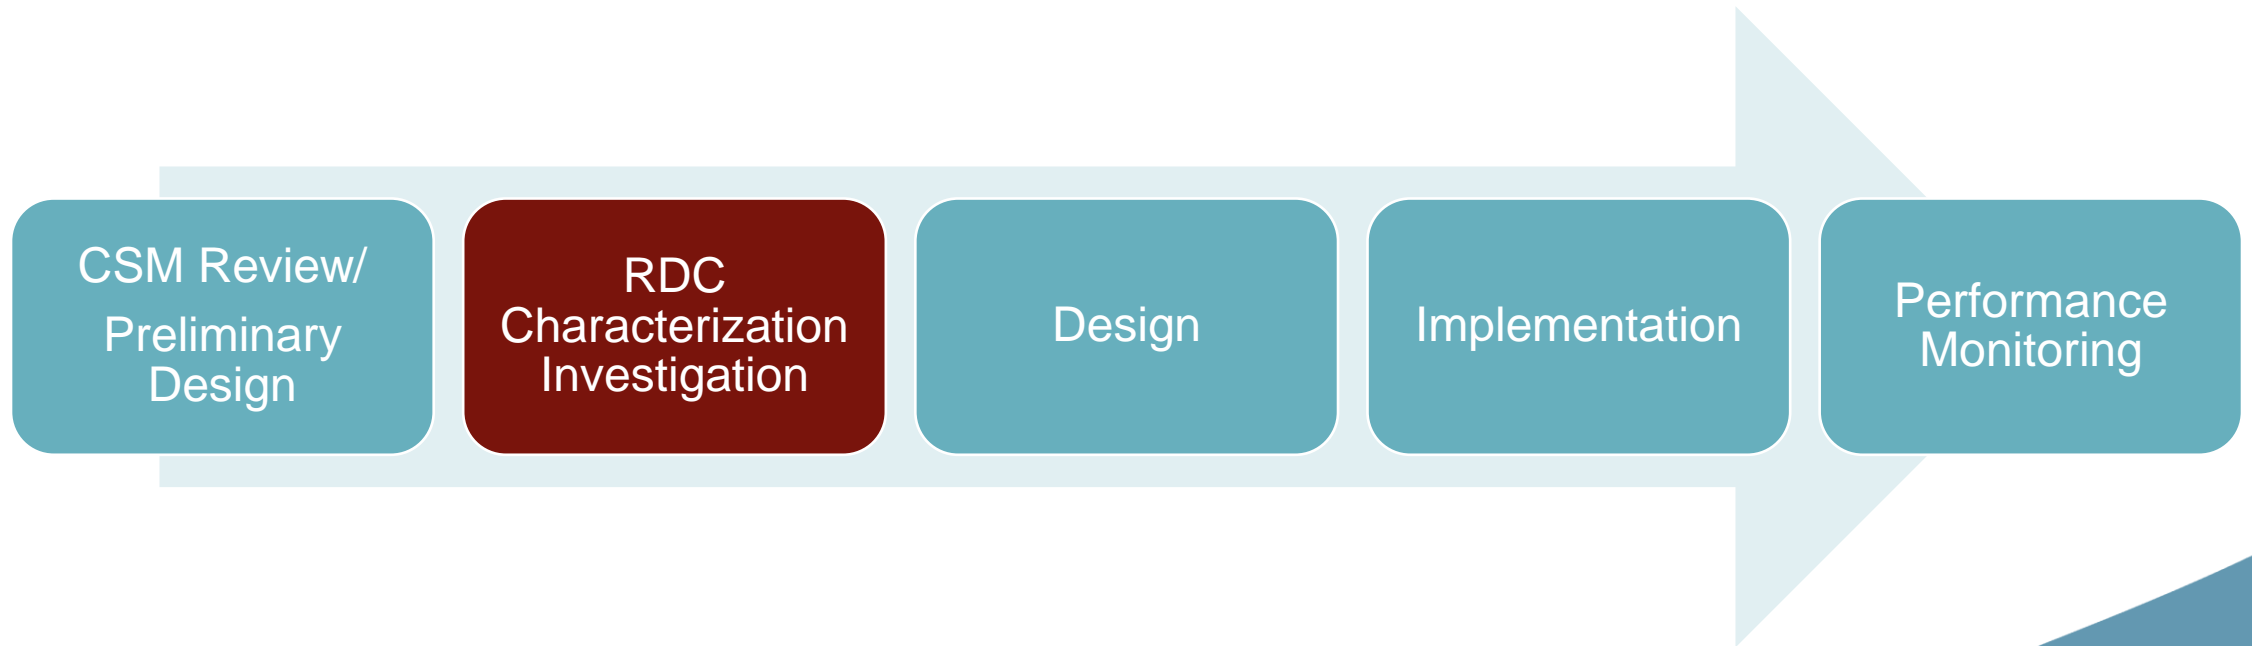 CSM Review/
Preliminary
Design
RDC
Characterization
Investigation
Design
Implementation
Performance
Monitoring